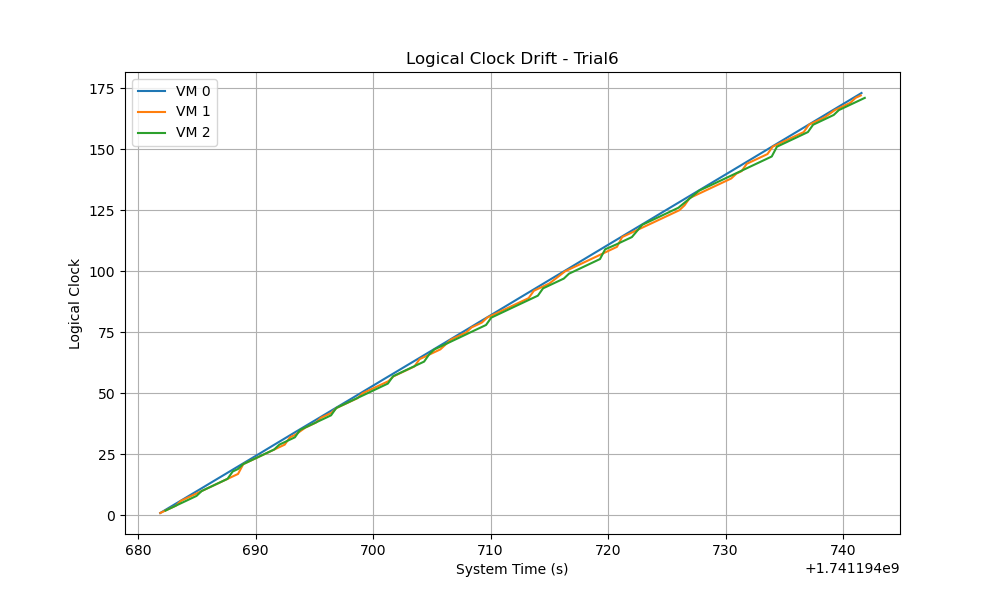 Logical Clock Drift - Trial6
VM 0
VM 1
VM 2
175
150
125
100
75
50
25
0
Logical Clock
680 690 700 710 720 730 740
System Time (s)
+1.741194e9